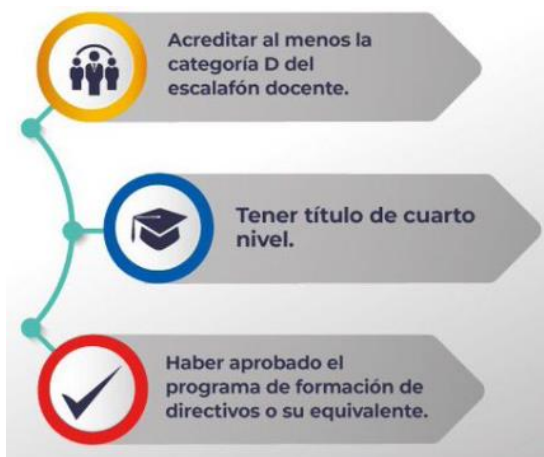 Acreditar al menos la
categoría D del
escalafón docente.
Tener título de cuarto
nivel.
Haber aprobado el
programa de formación de
directivos o su equivalente.